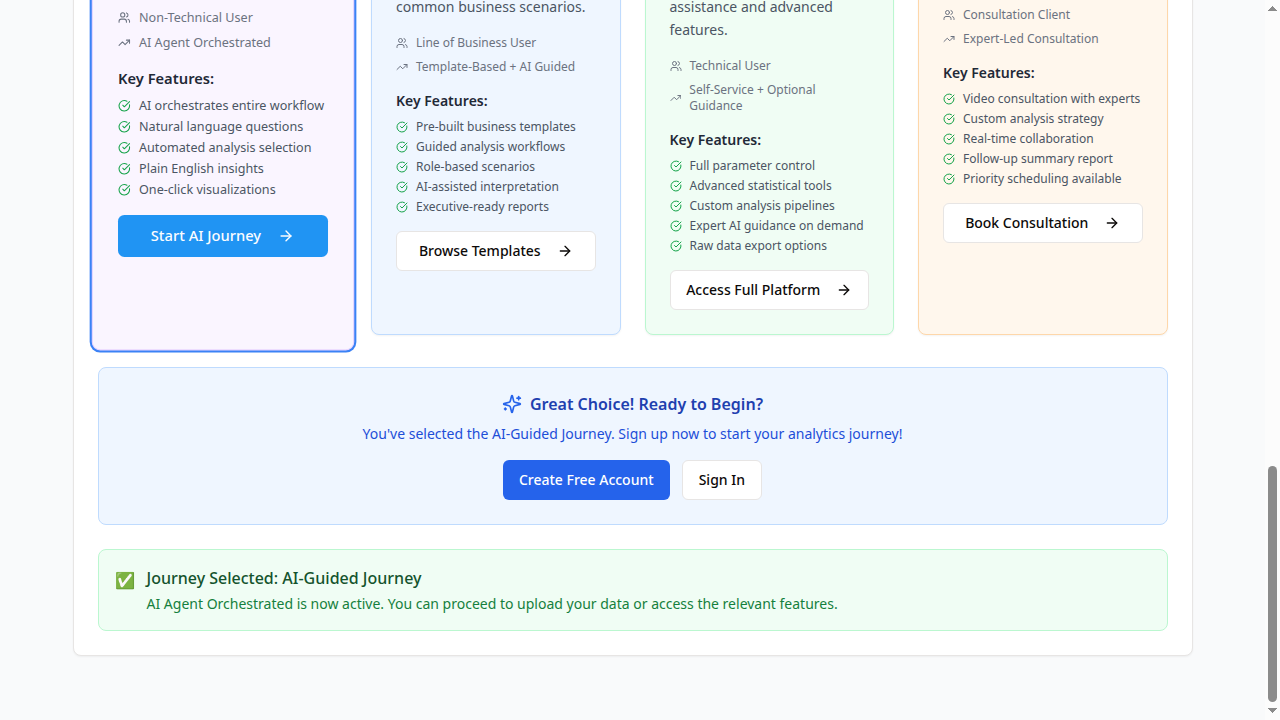 Non-Technical User
AI Agent Orchestrated
Key Features:
AI orchestrates entire workflow
Natural language questions
Automated analysis selection
Plain English insights
One-click visualizations
Start AI Journey
common business scenarios.
Line of Business User
Template-Based + AI Guided
Key Features:
Pre-built business templates
Guided analysis workflows
Role-based scenarios
AI-assisted interpretation
Executive-ready reports
Browse Templates
assistance and advanced
features.
Technical User
Self-Service + Optional
Guidance
Key Features:
Full parameter control
Advanced statistical tools
Custom analysis pipelines
Expert AI guidance on demand
Raw data export options
Access Full Platform
Consultation Client
Expert-Led Consultation
Key Features:
Video consultation with experts
Custom analysis strategy
Real-time collaboration
Follow-up summary report
Priority scheduling available
Book Consultation
Great Choice! Ready to Begin?
You've selected the AI-Guided Journey. Sign up now to start your analytics journey!
Create Free Account
Sign In
Journey Selected: AI-Guided Journey
AI Agent Orchestrated is now active. You can proceed to upload your data or access the relevant features.